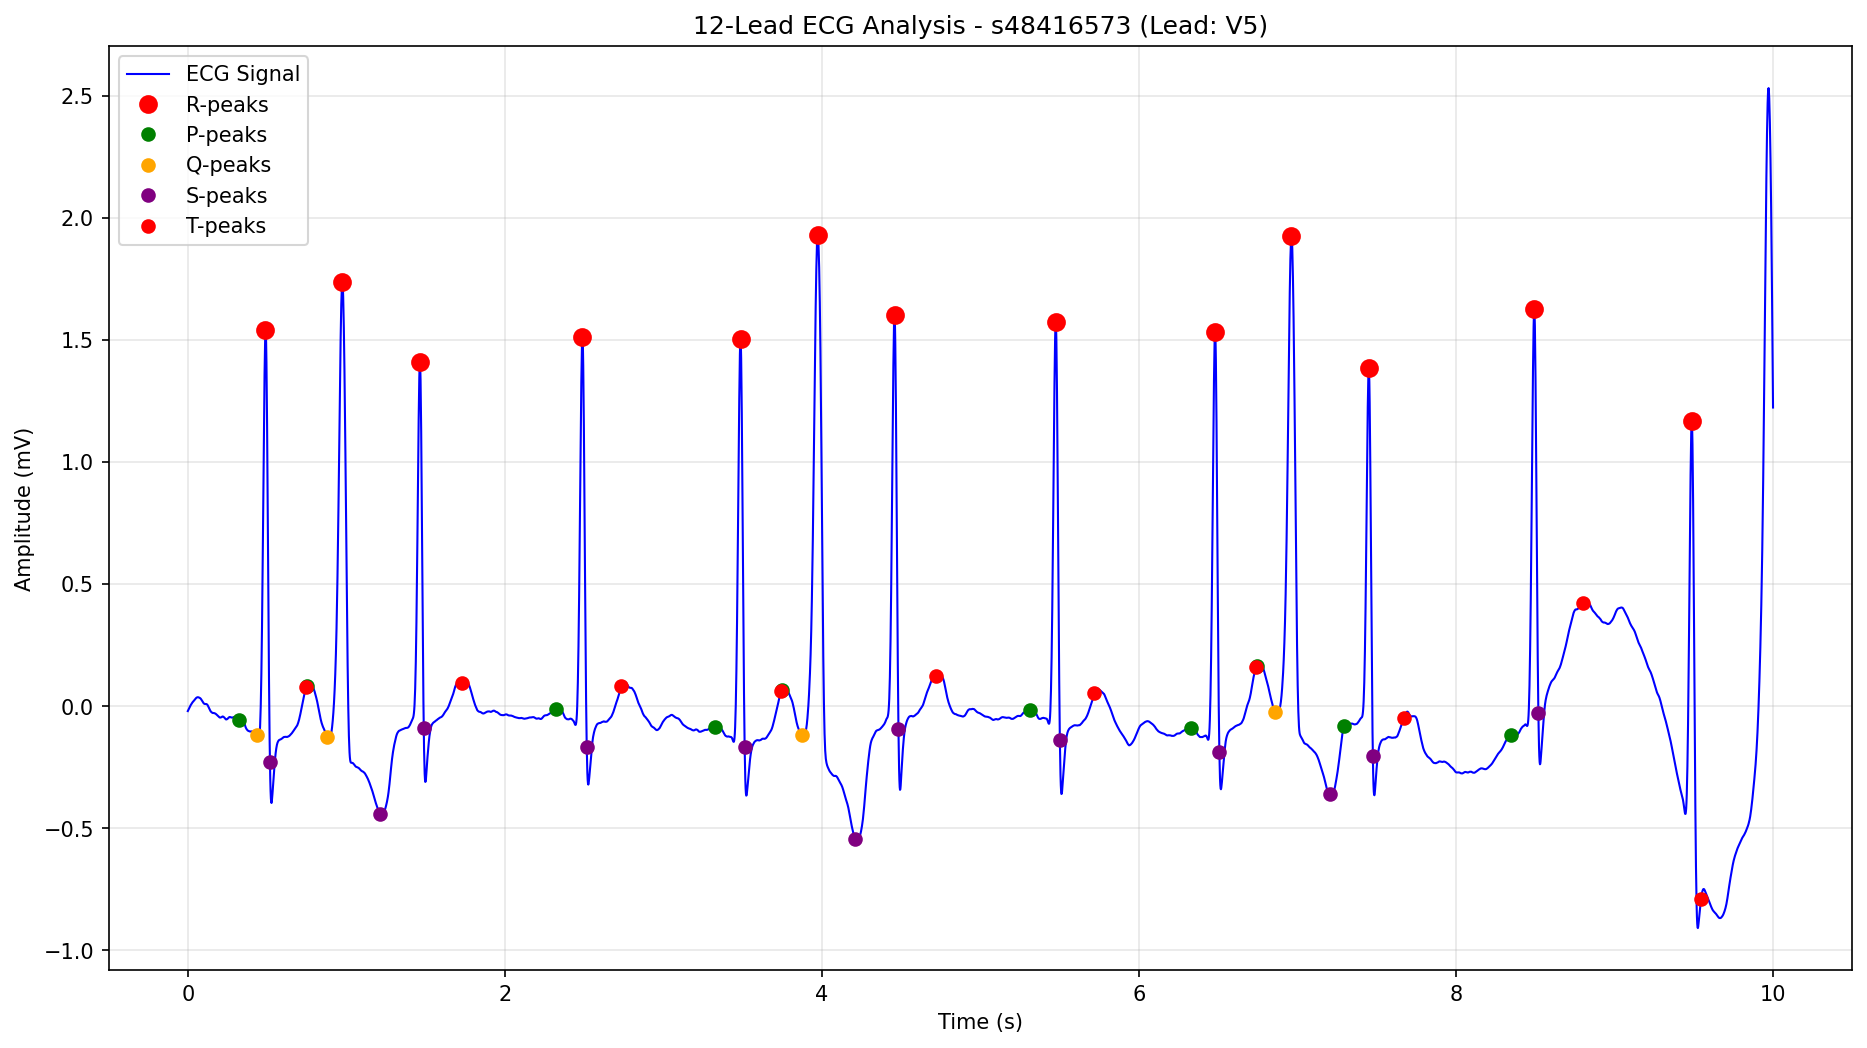 12-Lead ECG Analysis - s48416573 (Lead: V5)
ECG Signal
R-peaks
P-peaks
Q-peaks
S-peaks
T-peaks
Amplitude (mV)
2.5
2.0
1.5
1.0
0.5
0.0
−0.5
−1.0
0 2 4 6 8 10
Time (s)